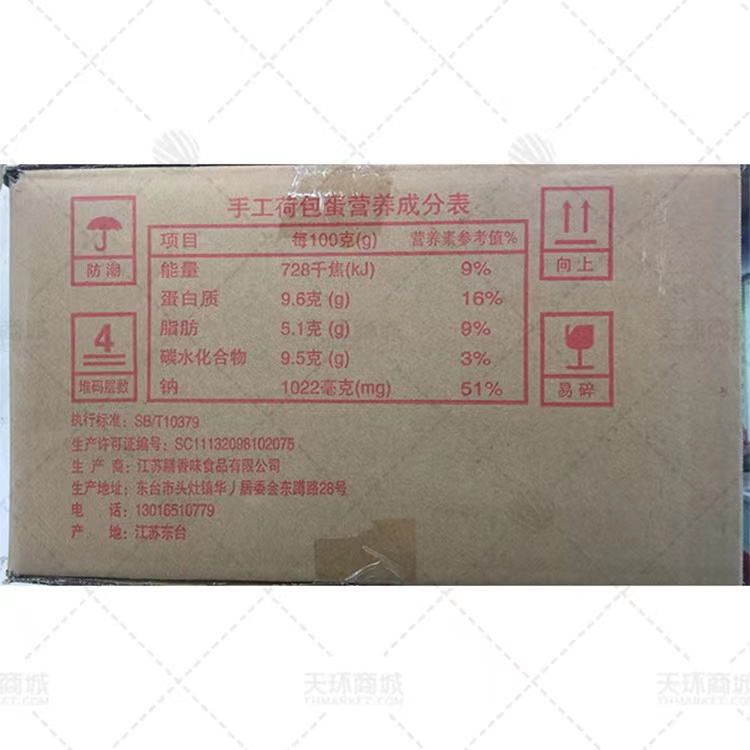 手工荷包蛋营养成分表
项目 每100克(g) 营养素参考值%
能量 728千焦(kJ) 9%
蛋白质 9.6克 (g) 16%
脂肪 5.1克 (g) 9%
碳水化合物 9.5克 (g) 3%
钠 1022毫克(mg) 51%
防潮
4
堆码层数
向上
易碎
执行标准: SB/T10379
生产许可证编号: SC11132098102075
生 产 商: 江苏膳香味食品有限公司
生产地址: 东台市头灶镇华丿居委会东蹲路28号
电 话: 13016510779
产 地: 江苏东台
天环商城
THMARKET.COM